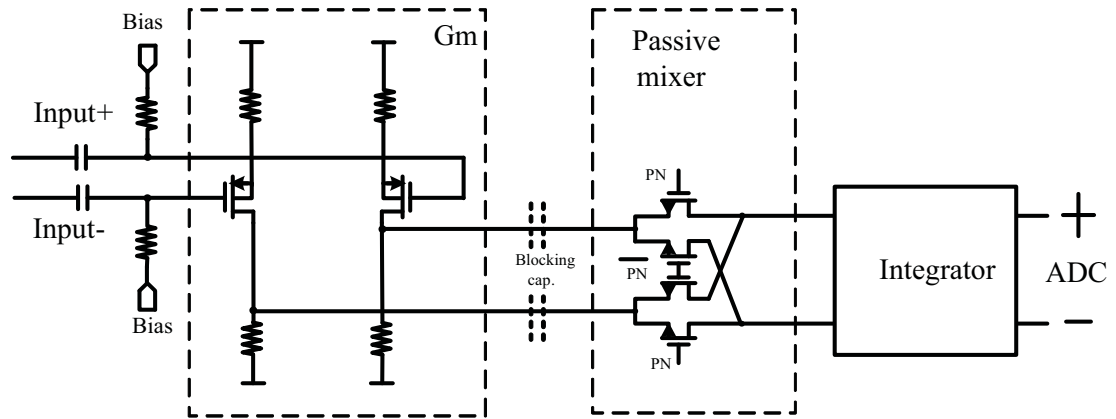 Bias
Gm
Passive
mixer
Input+
PN
+
Input-
Blocking
cap.
PN
Integrator
ADC
Bias
PN
−